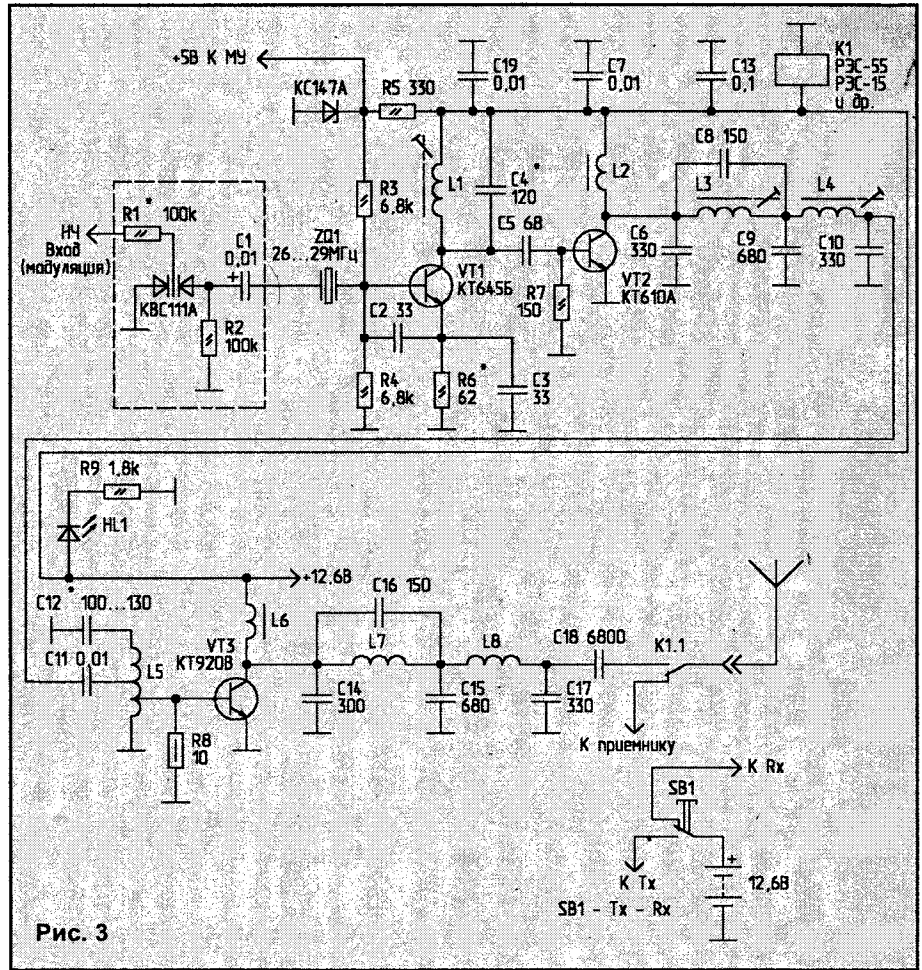 +5В К МУ
КС147А
R5 330
C19
0,01
C7
0,01
C13
0,1
K1
РЭС-55
РЭС-15
и др.
C8 150
L1
L2
L3
L4
R3
6,8k
C4 *
120
C5 68
C6
330
C9
680
C10
330
НЧ
Вход
(модуляция)
R1 * 100k
C1
0,01
+
26...29МГц
ZQ1
VT1
КТ645Б
R7
150
VT2
КТ610А
КВС111А
R2
100k
C2 33
R4
6,8k
R6 *
62
C3
33
R9 1,8k
HL1
+12,6В
C12 * 100...130
C11 0,01
L5
VT3
КТ920В
L6
C16 150
L7
L8
C18 6800
K1.1
R8
10
C14
300
C15
680
C17
330
К приемнику
К Rx
SB1
К Tx
+
12,6В
SB1 - Tx - Rx
Рис. 3